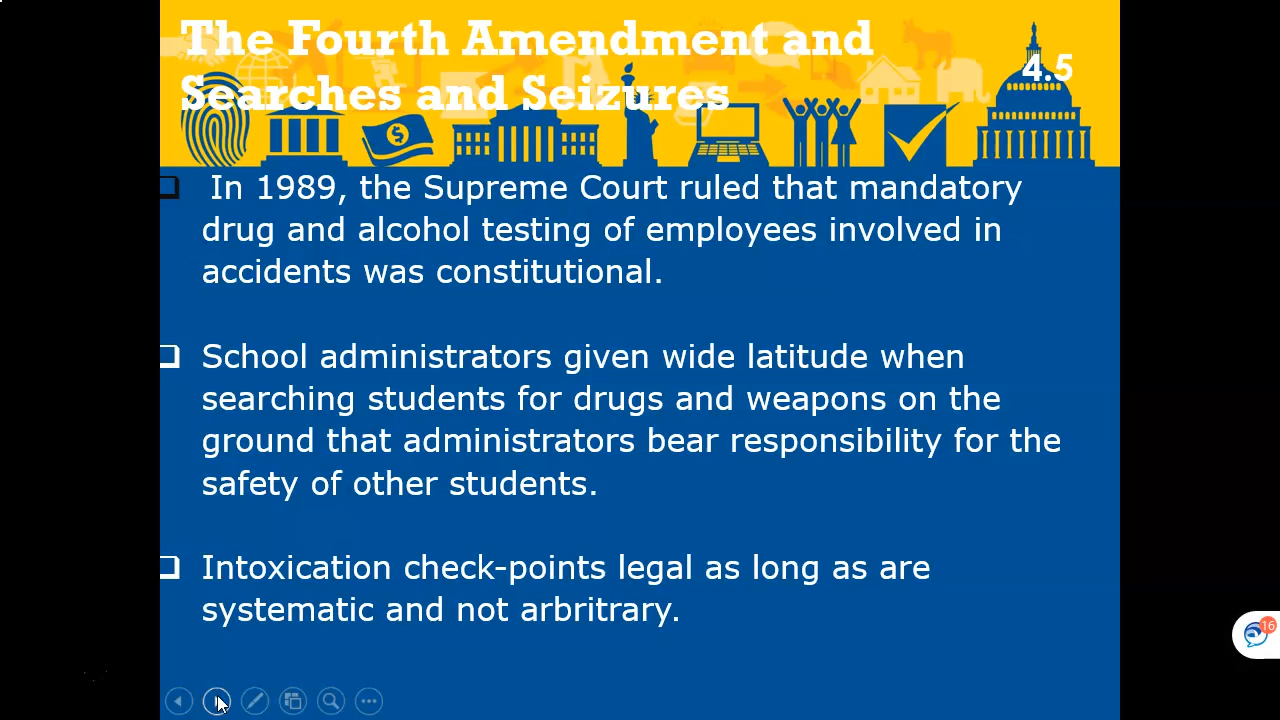 The Fourth Amendment and
Searches and Seizures
4.5
In 1989, the Supreme Court ruled that mandatory
drug and alcohol testing of employees involved in
accidents was constitutional.
School administrators given wide latitude when
searching students for drugs and weapons on the
ground that administrators bear responsibility for the
safety of other students.
Intoxication check-points legal as long as are
systematic and not arbritrary.
16